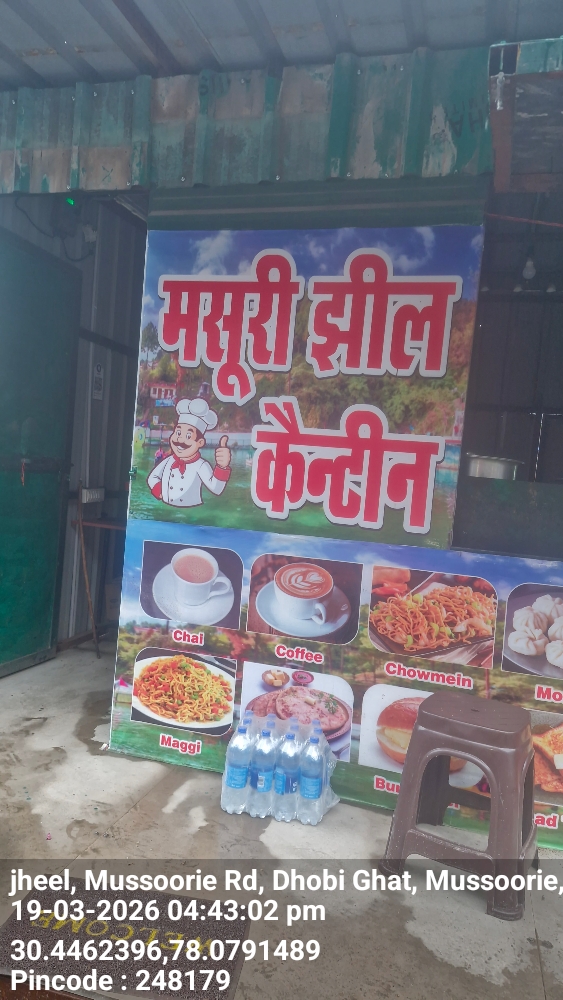 मसूरी झील
कैन्टीन
Chai
Coffee
Chowmein
Maggi
WELCOME
jheel, Mussoorie Rd, Dhobi Ghat, Mussoorie,
19-03-2026 04:43:02 pm
30.4462396,78.0791489
Pincode : 248179